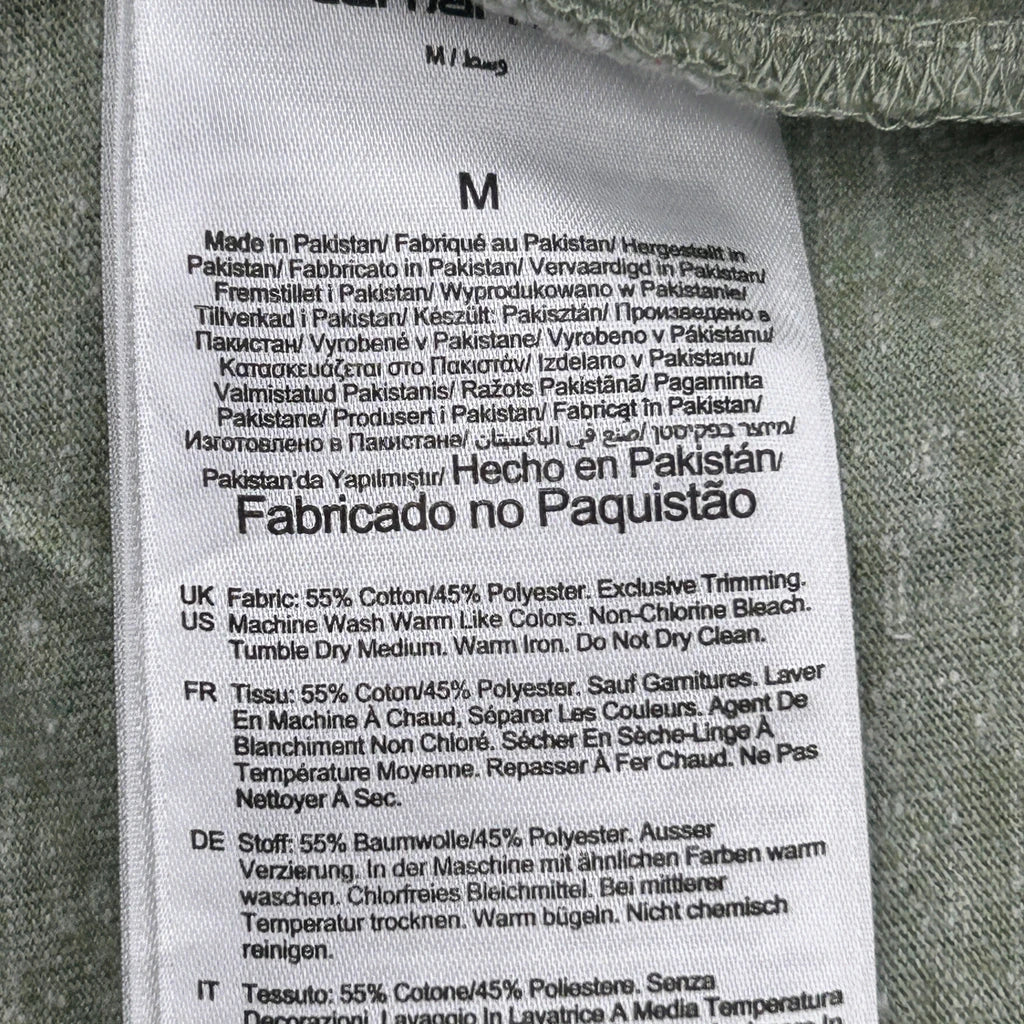 M / وسط
M
Made in Pakistan/ Fabriqué au Pakistan/ Hergestellt in
Pakistan/ Fabbricato in Pakistan/ Vervaardigd in Pakistan/
Fremstillet i Pakistan/ Wyprodukowano w Pakistanie/
Tillverkad i Pakistan/ Készült: Pakisztán/ Произведено в
Пакистан/ Vyrobené v Pakistane/ Vyrobeno v Pákistánu/
Κατασκευάζεται στο Πακιστάν/ Izdelano v Pakistanu/
Valmistatud Pakistanis/ Ražots Pakistānā/ Pagaminta
Pakistane/ Produsert i Pakistan/ Fabricat în Pakistan/
Изготовлено в Пакистане/ صنع في الباكستان/ מיוצר בפקיסטן/
Pakistan'da Yapılmıştır/ Hecho en Pakistán/
Fabricado no Paquistão
UK Fabric: 55% Cotton/45% Polyester. Exclusive Trimming.
US Machine Wash Warm Like Colors. Non-Chlorine Bleach.
Tumble Dry Medium. Warm Iron. Do Not Dry Clean.
FR Tissu: 55% Coton/45% Polyester. Sauf Garnitures. Laver
En Machine À Chaud, Séparer Les Couleurs. Agent De
Blanchiment Non Chloré. Sécher En Sèche-Linge À
Température Moyenne. Repasser À Fer Chaud. Ne Pas
Nettoyer À Sec.
DE Stoff: 55% Baumwolle/45% Polyester. Ausser
Verzierung. In der Maschine mit ähnlichen Farben warm
waschen. Chlorfreies Bleichmittel. Bei mittlerer
Temperatur trocknen. Warm bügeln. Nicht chemisch
reinigen.
IT Tessuto: 55% Cotone/45% Poliestere. Senza
Decorazioni. Lavaggio In Lavatrice A Media Temperatura